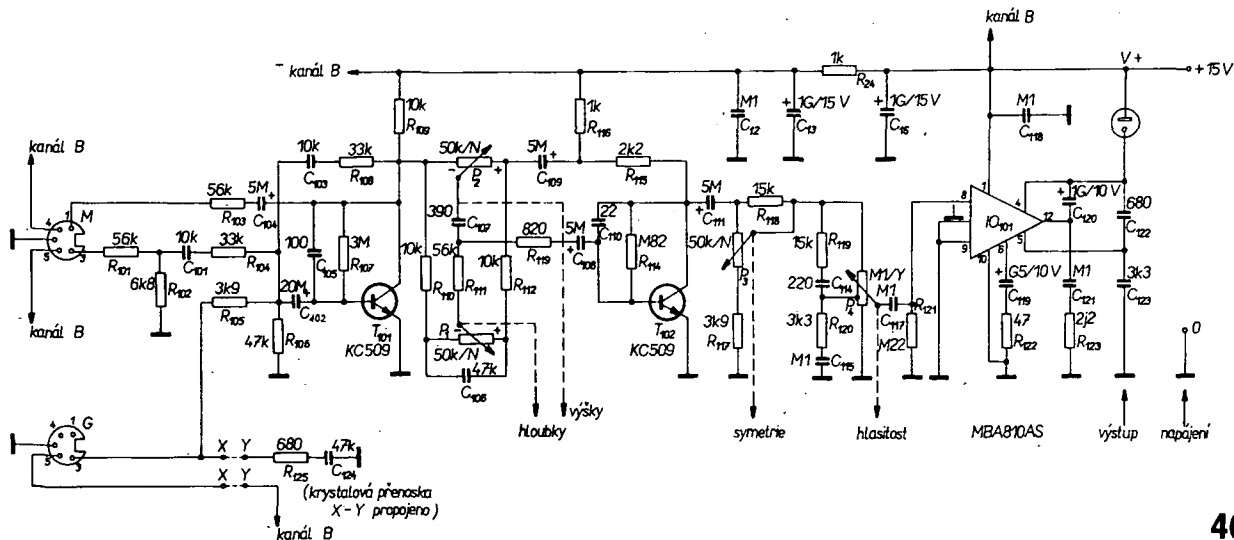 kanál B
V+
+15V
– kanál B
1k
R24
10k
R109
1k
R116
M1
C12
+ 1G/15 V
C13
+ 1G/15 V
C15
M1
C118
kanál B
10k
C103
33k
R108
50k/N
P2
- +
5M +
C109
2k2
R115
4 1 M
5 3
56k
R103
5M +
C104
390
C107
22
C110
5M +
C111
15k
R118
8
9
1
4
12
5
6
10
IO101
+ 1G/10 V
C120
680
C122
56k
R101
10k
C101
33k
R104
6k8
R102
100
C105
3M
R107
10k
R110
56k
R111
10k
R112
820
R119
5M
+ C108
M82
R114
50k/N
P3
15k
R119
220
C114
M1/Y
P4
M1
C117
R121
M22
+ G5/10 V
C119
M1
C121
3k3
C123
kanál B
3k9
R105
20M +
C102
47k
R106
T101
KC509
P1
- +
50k/N
47k
C106
T102
KC509
3k9
R117
3k3
R120
M1
C115
47
R122
2j2
R123
0
hloubky
výšky
symetrie
hlasitost
MBA810AS
výstup
napájení
4 1 G
5 3
X Y
680
R125
47k
C124
X Y
(krystalová přenoska
X-Y propojeno)
kanál B